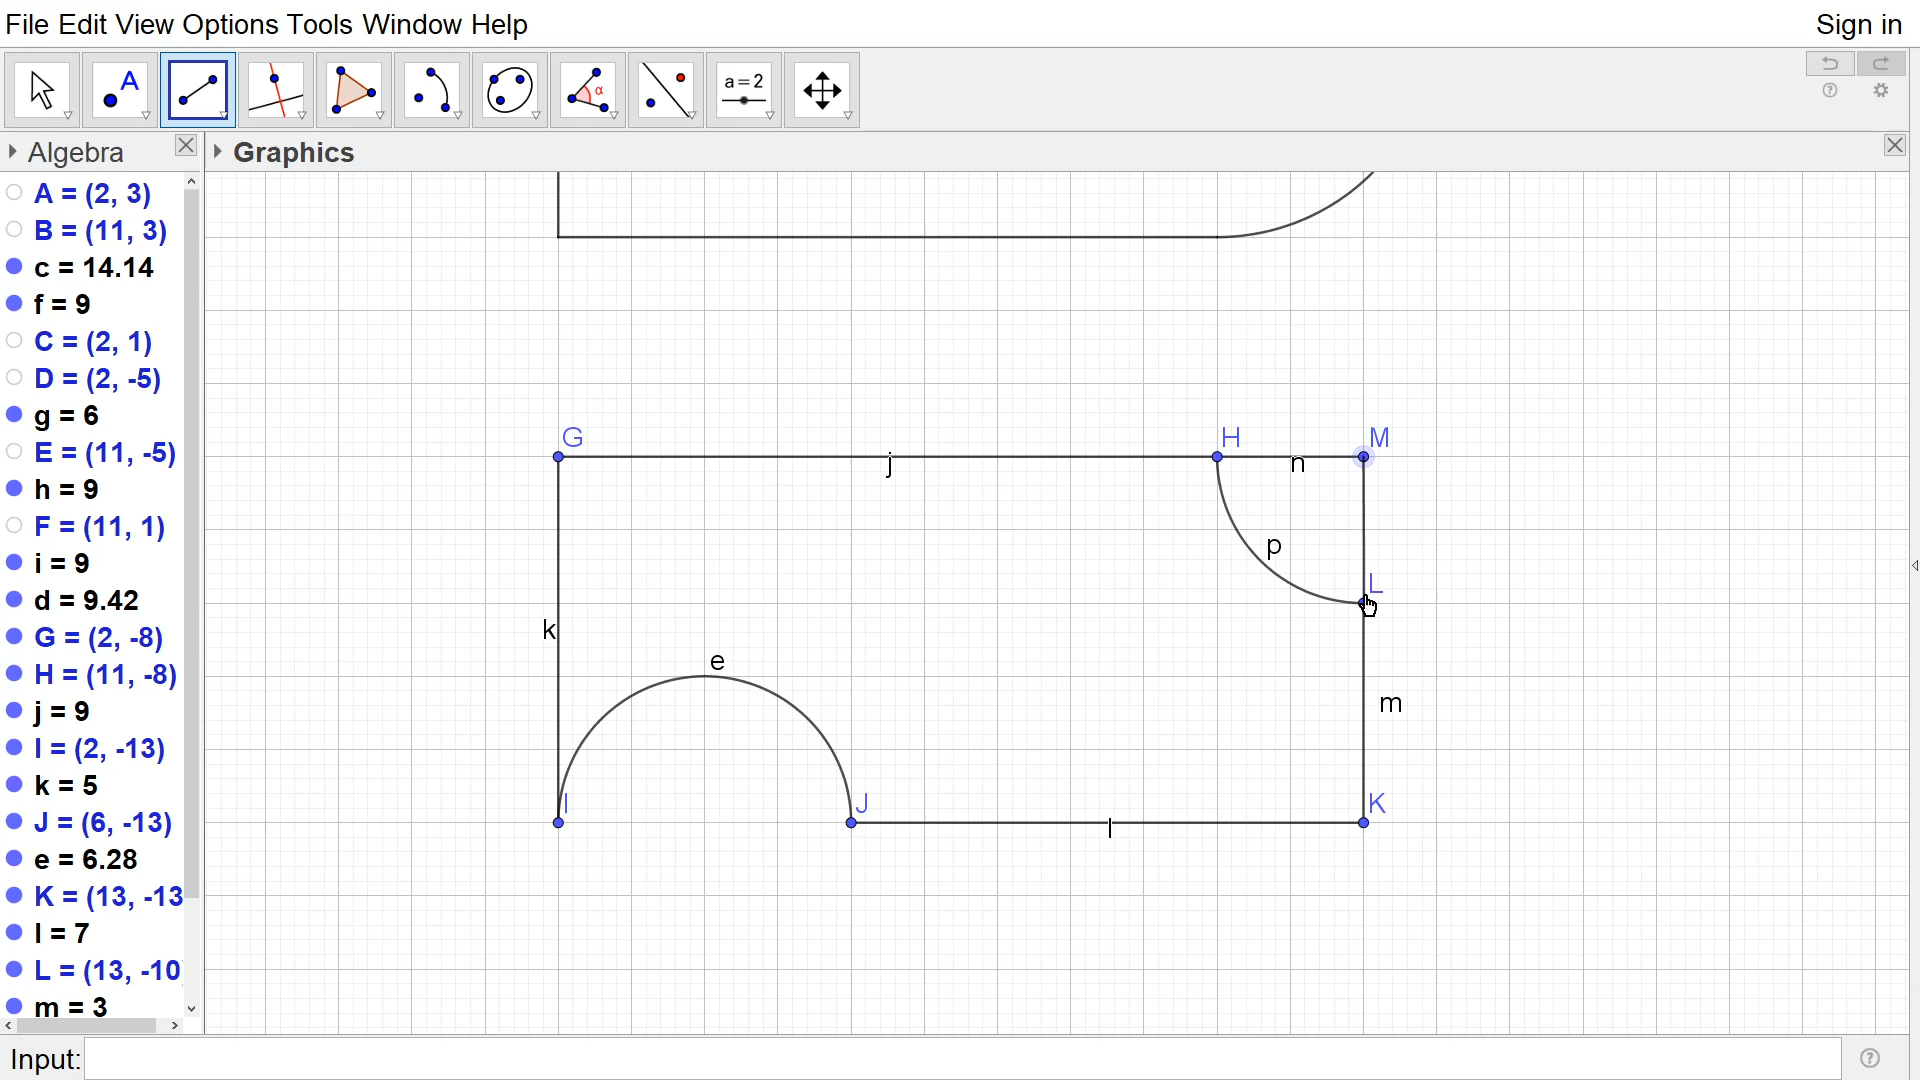 File Edit View Options Tools Window Help
Sign in
A
α
a=2
Algebra
Graphics
A = (2, 3)
B = (11, 3)
c = 14.14
f = 9
C = (2, 1)
D = (2, -5)
g = 6
E = (11, -5)
h = 9
F = (11, 1)
i = 9
d = 9.42
G = (2, -8)
H = (11, -8)
j = 9
I = (2, -13)
k = 5
J = (6, -13)
e = 6.28
K = (13, -13
l = 7
L = (13, -10
m = 3
G
H
M
j
n
p
L
k
e
m
I
J
K
l
Input: